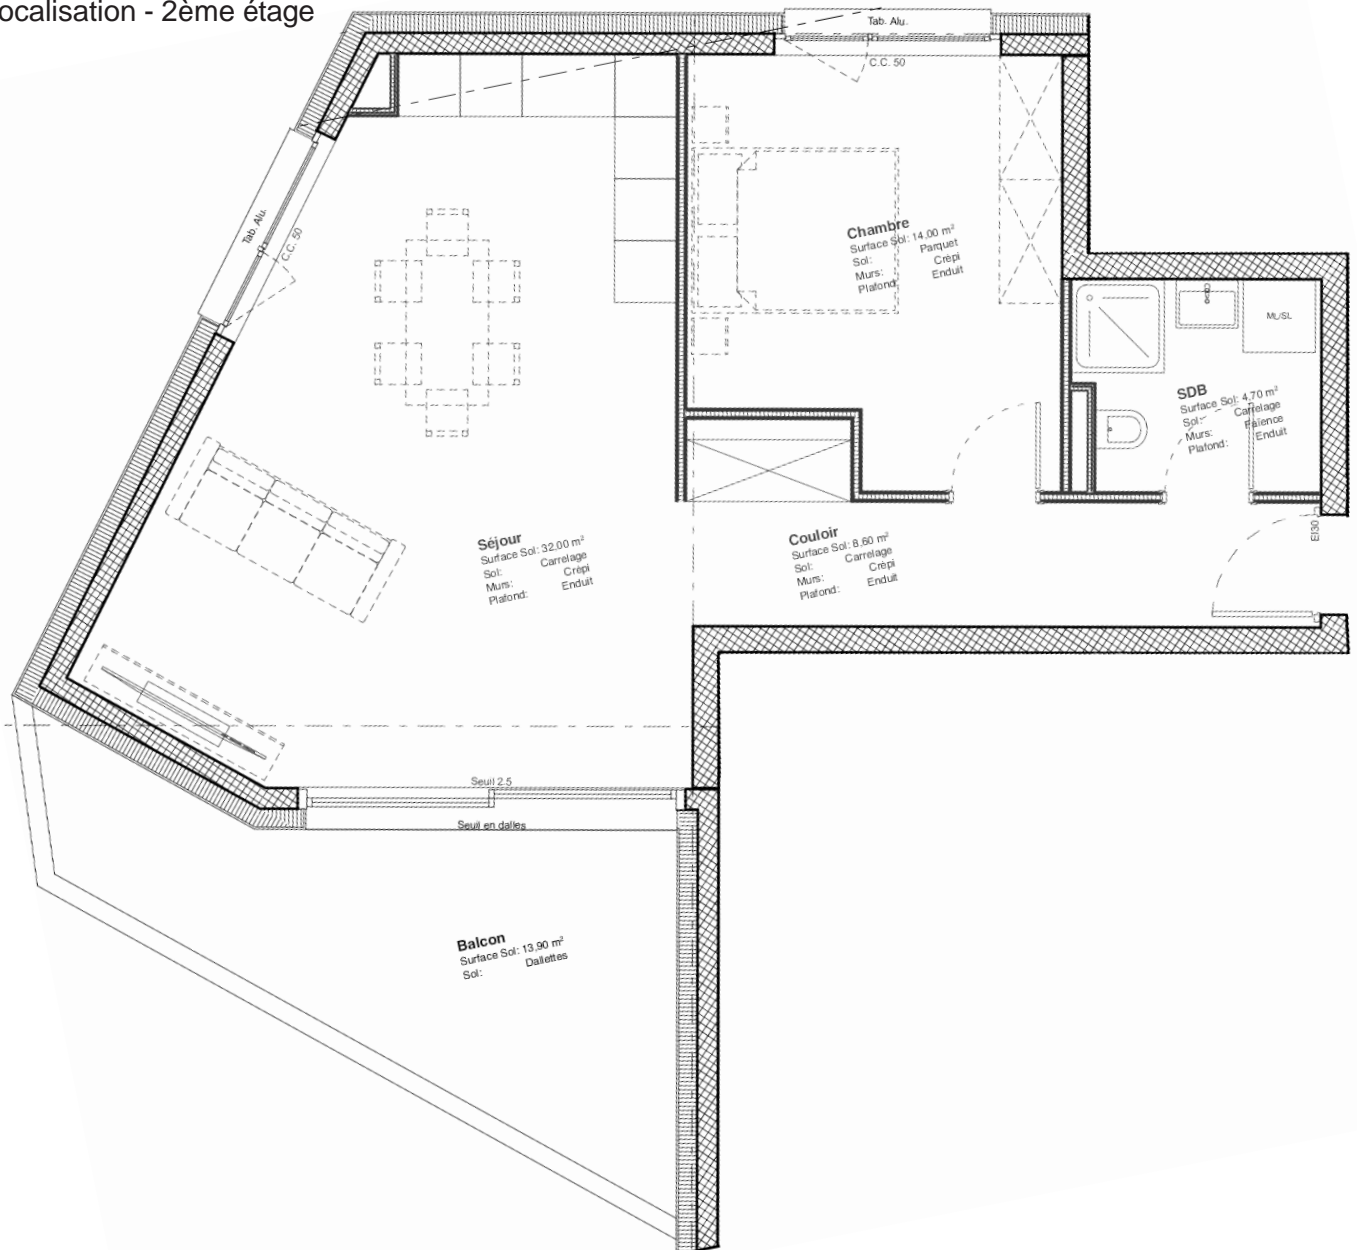 ocalisation - 2ème étage
Tab. Alu.
C.C. 50
Tab. Alu.
C.C. 50
Chambre
Surface Sol: 14,00 m²
Sol: Parquet
Murs: Crépi
Plafond: Enduit
ML/SL
SDB
Surface Sol: 4,70 m²
Sol: Carrelage
Murs: Faïence
Plafond: Enduit
EI30
Séjour
Surface Sol: 32,00 m²
Sol: Carrelage
Murs: Crépi
Plafond: Enduit
Couloir
Surface Sol: 8,60 m²
Sol: Carrelage
Murs: Crépi
Plafond: Enduit
Seuil 2.5
Seuil en dalles
Balcon
Surface Sol: 13,90 m²
Sol: Dallettes